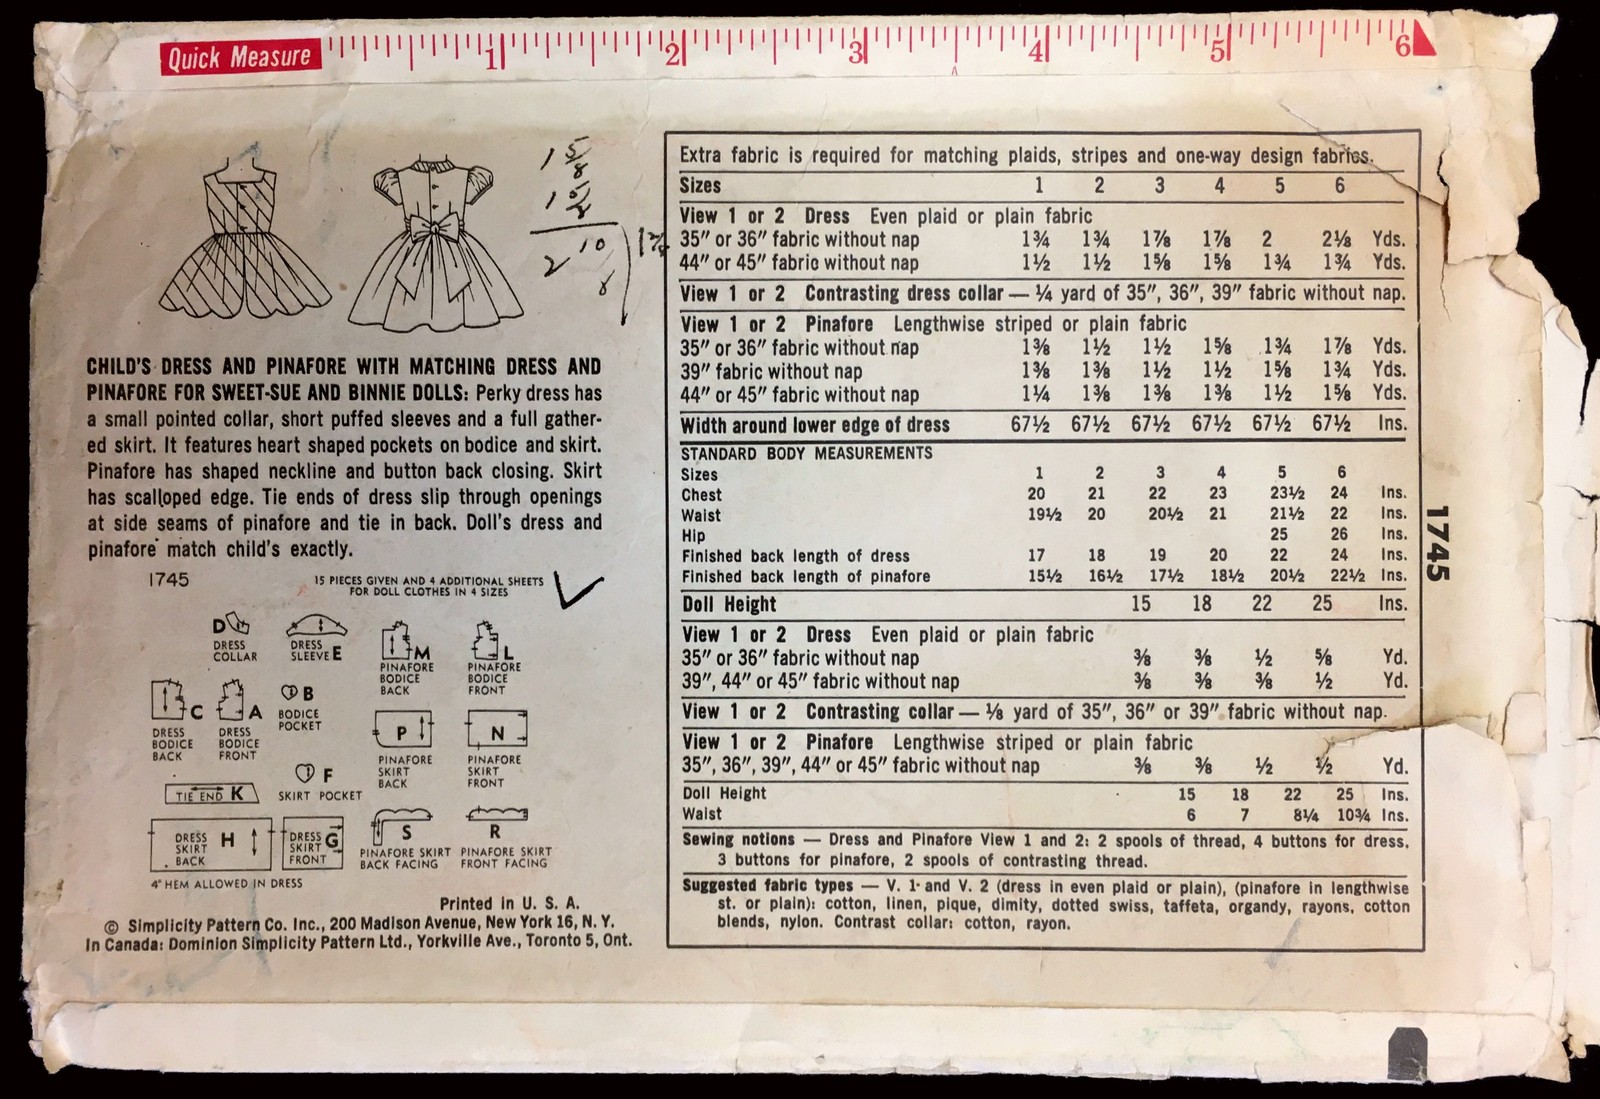 Quick Measure 1 2 3 4 5 6
1 5/8
1 5/8
2 10
8
CHILD'S DRESS AND PINAFORE WITH MATCHING DRESS AND
PINAFORE FOR SWEET-SUE AND BINNIE DOLLS: Perky dress has
a small pointed collar, short puffed sleeves and a full gather-
ed skirt. It features heart shaped pockets on bodice and skirt.
Pinafore has shaped neckline and button back closing. Skirt
has scalloped edge. Tie ends of dress slip through openings
at side seams of pinafore and tie in back. Doll's dress and
pinafore match child's exactly.
1745
15 PIECES GIVEN AND 4 ADDITIONAL SHEETS
FOR DOLL CLOTHES IN 4 SIZES
D
DRESS
COLLAR
DRESS
SLEEVE E
M
PINAFORE
BODICE
BACK
L
PINAFORE
BODICE
FRONT
C
DRESS
BODICE
BACK
A
DRESS
BODICE
FRONT
B
BODICE
POCKET
P
PINAFORE
SKIRT
BACK
N
PINAFORE
SKIRT
FRONT
TIE END K
F
SKIRT POCKET
DRESS
SKIRT
BACK
H
DRESS
SKIRT
FRONT
G
S
PINAFORE SKIRT
BACK FACING
R
PINAFORE SKIRT
FRONT FACING
4" HEM ALLOWED IN DRESS
Printed in U. S. A.
© Simplicity Pattern Co. Inc., 200 Madison Avenue, New York 16, N. Y.
In Canada: Dominion Simplicity Pattern Ltd., Yorkville Ave., Toronto 5, Ont.
Extra fabric is required for matching plaids, stripes and one-way design fabrics.
Sizes 1 2 3 4 5 6
View 1 or 2 Dress Even plaid or plain fabric
35" or 36" fabric without nap 1¾ 1¾ 1⅞ 1⅞ 2 2⅛ Yds.
44" or 45" fabric without nap 1½ 1½ 1⅝ 1⅝ 1¾ 1¾ Yds.
View 1 or 2 Contrasting dress collar — ¼ yard of 35", 36", 39" fabric without nap.
View 1 or 2 Pinafore Lengthwise striped or plain fabric
35" or 36" fabric without nap 1⅜ 1½ 1½ 1⅝ 1¾ 1⅞ Yds.
39" fabric without nap 1⅜ 1⅜ 1½ 1½ 1⅝ 1¾ Yds.
44" or 45" fabric without nap 1¼ 1⅜ 1⅜ 1⅜ 1½ 1⅝ Yds.
Width around lower edge of dress 67½ 67½ 67½ 67½ 67½ 67½ Ins.
STANDARD BODY MEASUREMENTS
Sizes 1 2 3 4 5 6
Chest 20 21 22 23 23½ 24 Ins.
Waist 19½ 20 20½ 21 21½ 22 Ins.
Hip 25 26 Ins.
Finished back length of dress 17 18 19 20 22 24 Ins.
Finished back length of pinafore 15½ 16½ 17½ 18½ 20½ 22½ Ins.
Doll Height 15 18 22 25 Ins.
View 1 or 2 Dress Even plaid or plain fabric
35" or 36" fabric without nap ⅜ ⅜ ½ ⅝ Yd.
39", 44" or 45" fabric without nap ⅜ ⅜ ⅜ ½ Yd.
View 1 or 2 Contrasting collar — ⅛ yard of 35", 36" or 39" fabric without nap.
View 1 or 2 Pinafore Lengthwise striped or plain fabric
35", 36", 39", 44" or 45" fabric without nap ⅜ ⅜ ½ ½ Yd.
Doll Height 15 18 22 25 Ins.
Waist 6 7 8¼ 10¾ Ins.
Sewing notions — Dress and Pinafore View 1 and 2: 2 spools of thread, 4 buttons for dress,
3 buttons for pinafore, 2 spools of contrasting thread.
Suggested fabric types — V. 1 and V. 2 (dress in even plaid or plain), (pinafore in lengthwise
st. or plain): cotton, linen, pique, dimity, dotted swiss, taffeta, organdy, rayons, cotton
blends, nylon. Contrast collar: cotton, rayon.
1745